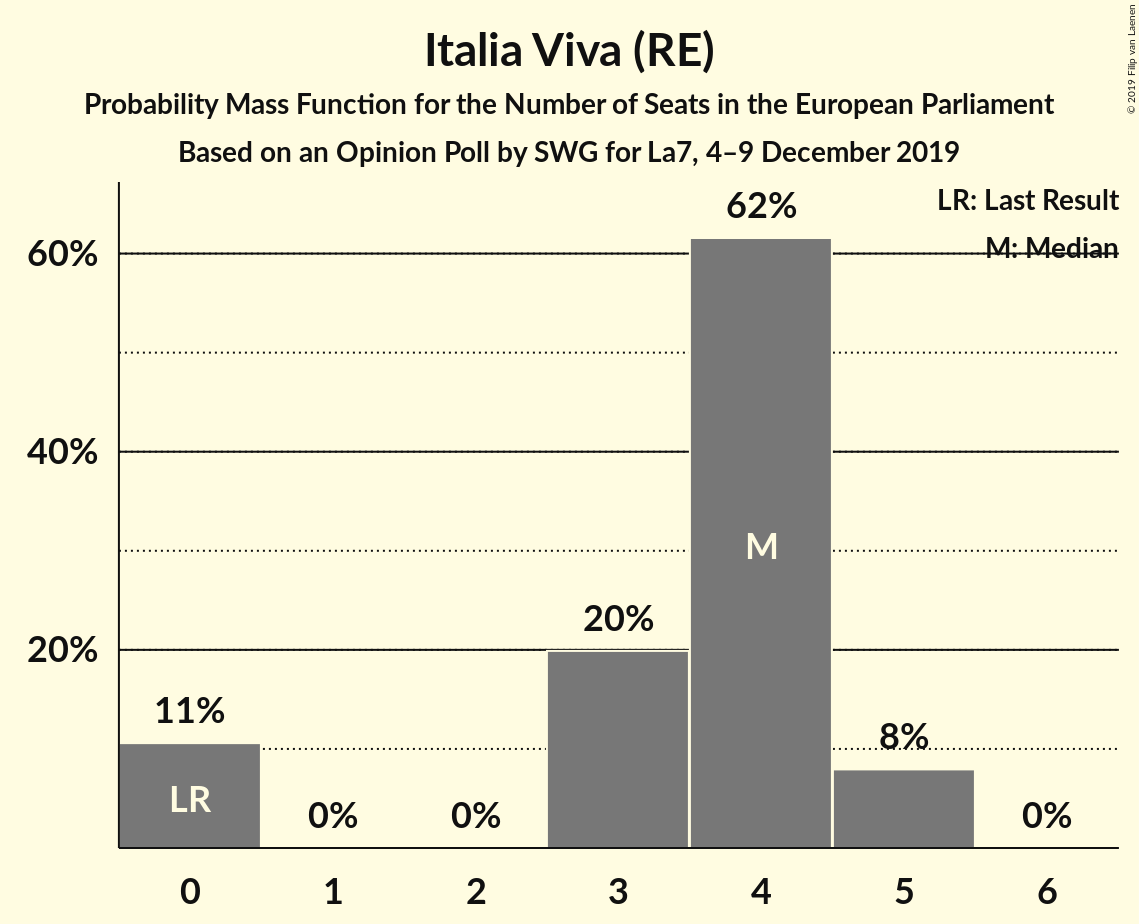 Italia Viva (RE)
Probability Mass Function for the Number of Seats in the European Parliament
Based on an Opinion Poll by SWG for La7, 4–9 December 2019
© 2019 Filip van Laenen
LR: Last Result
M: Median
62%
60%
40%
M
20%
20%
11%
8%
LR
0%
0%
0%
0
1
2
3
4
5
6